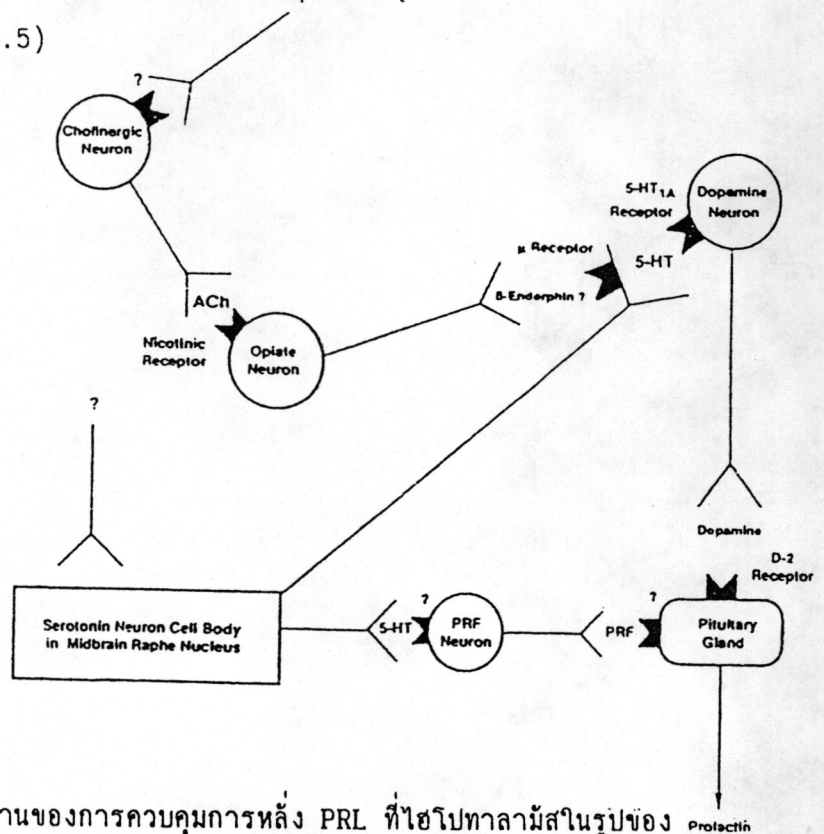 .5)
?
Cholinergic
Neuron
ACh
Nicotinic
Receptor
Opiate
Neuron
μ Receptor
β-Endorphin ?
5-HT
5-HT1A
Receptor
Dopamine
Neuron
Dopamine
D-2
Receptor
?
Serotonin Neuron Cell Body
in Midbrain Raphe Nucleus
5-HT
?
PRF
Neuron
PRF
?
Pituitary
Gland
Prolactin
านของการควบคุมการหลั่ง PRL ที่ไฮโปทาลามัสในรูปของ